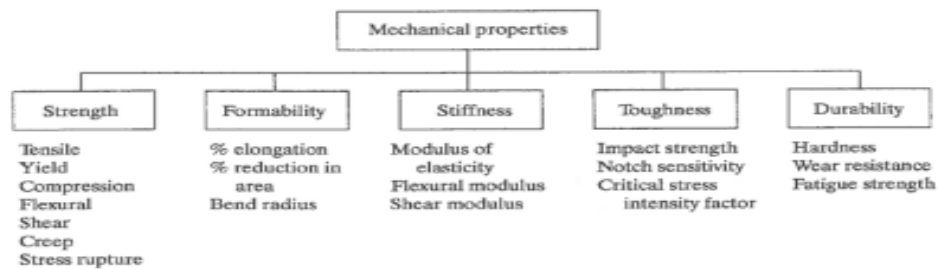 Mechanical properties
Strength
Formability
Stiffness
Toughness
Durability
Tensile
Yield
Compression
Flexural
Shear
Creep
Stress rupture
% elongation
% reduction in
area
Bend radius
Modulus of
elasticity
Flexural modulus
Shear modulus
Impact strength
Notch sensitivity
Critical stress
intensity factor
Hardness
Wear resistance
Fatigue strength